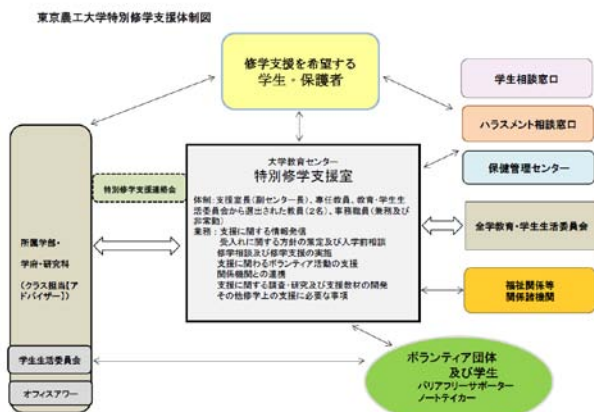 東京農工大学特別修学支援体制図
修学支援を希望する
学生・保護者
学生相談窓口
ハラスメント相談窓口
保健管理センター
全学教育・学生生活委員会
福祉関係等
関係諸機関
大学教育センター
特別修学支援室
体制:支援室長(副センター長)、専任教員、教育・学生生
活委員会から選出された教員(2名)、事務職員(兼務及び
非常勤)
業務:支援に関する情報発信
受入れに関する方針の策定及び入学前相談
修学相談及び修学支援の実施
支援に関わるボランティア活動の支援
関係機関との連携
支援に関する調査・研究及び支援教材の開発
その他修学上の支援に必要な事項
特別修学支援連絡会
所属学部・
学府・研究科
(クラス担当[ア
ドバイザー])
学生生活委員会
オフィスアワー
ボランティア団体
及び学生
バリアフリーサポーター
ノートテイカー